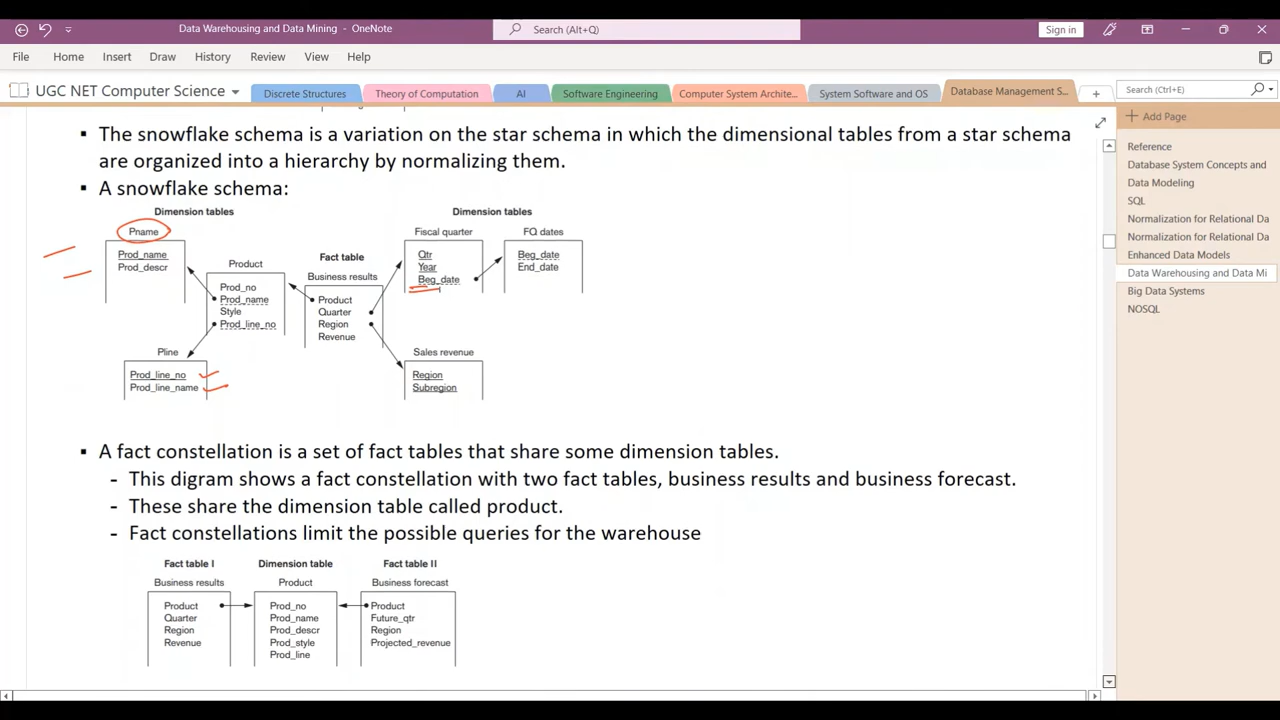 Data Warehousing and Data Mining - OneNote
Search (Alt+Q)
Sign in
File Home Insert Draw History Review View Help
UGC NET Computer Science
Discrete Structures
Theory of Computation
AI
Software Engineering
Computer System Archite...
System Software and OS
Database Management S...
+
Search (Ctrl+E)
Add Page
Reference
Database System Concepts and
Data Modeling
SQL
Normalization for Relational Da
Normalization for Relational Da
Enhanced Data Models
Data Warehousing and Data Mi
Big Data Systems
NOSQL
▪ The snowflake schema is a variation on the star schema in which the dimensional tables from a star schema
are organized into a hierarchy by normalizing them.
▪ A snowflake schema:
Dimension tables
Pname
Prod_name
Prod_descr
Product
Prod_no
Prod_name
Style
Prod_line_no
Pline
Prod_line_no
Prod_line_name
Fact table
Business results
Product
Quarter
Region
Revenue
Dimension tables
Fiscal quarter
Qtr
Year
Beg_date
FQ dates
Beg_date
End_date
Sales revenue
Region
Subregion
▪ A fact constellation is a set of fact tables that share some dimension tables.
- This digram shows a fact constellation with two fact tables, business results and business forecast.
- These share the dimension table called product.
- Fact constellations limit the possible queries for the warehouse
Fact table I
Business results
Product
Quarter
Region
Revenue
Dimension table
Product
Prod_no
Prod_name
Prod_descr
Prod_style
Prod_line
Fact table II
Business forecast
Product
Future_qtr
Region
Projected_revenue